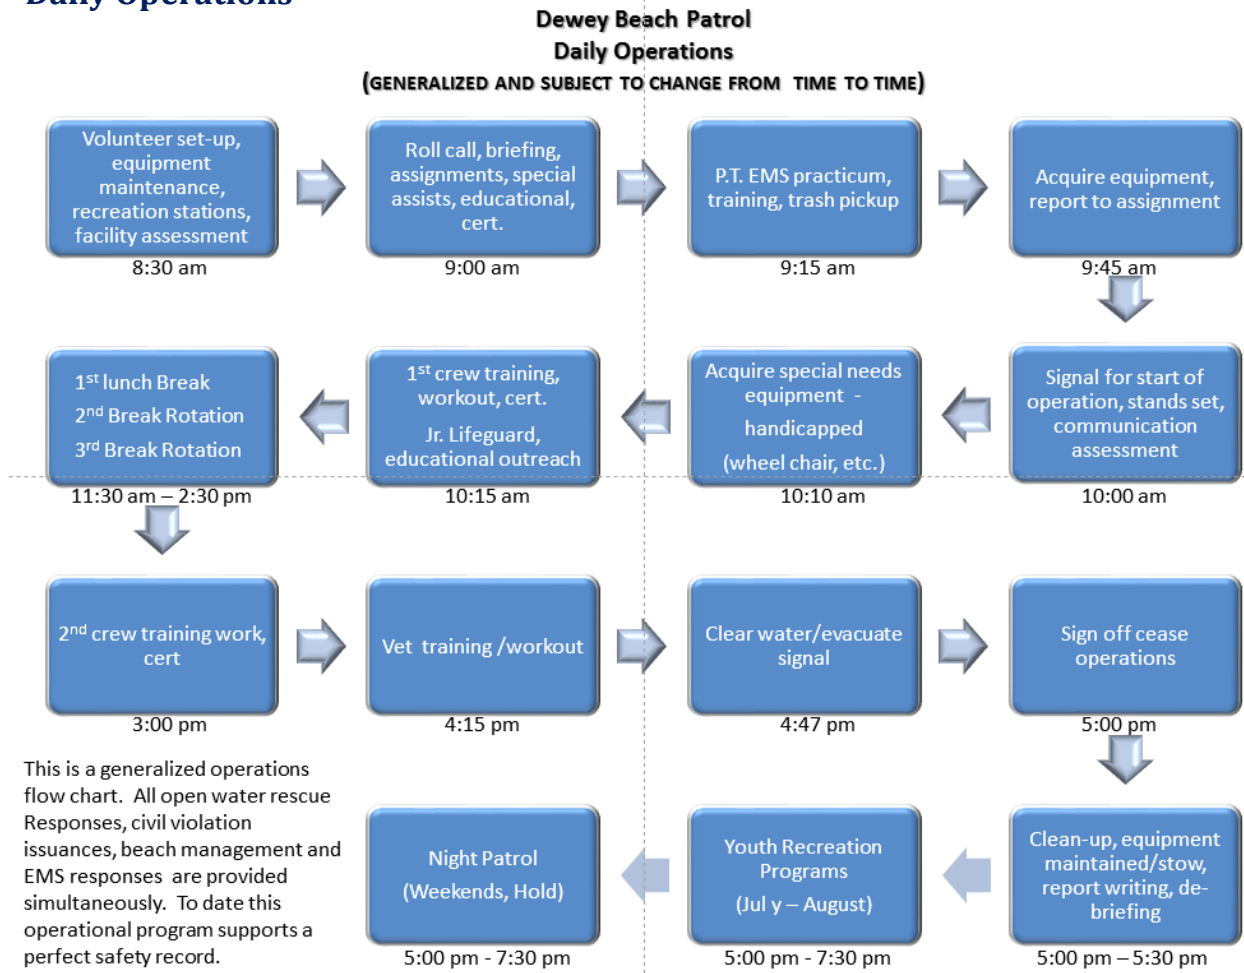 Daily Operations
Dewey Beach Patrol
Daily Operations
(GENERALIZED AND SUBJECT TO CHANGE FROM TIME TO TIME)
Volunteer set-up,
equipment
maintenance,
recreation stations,
facility assessment
8:30 am
Roll call, briefing,
assignments, special
assists, educational,
cert.
9:00 am
P.T. EMS practicum,
training, trash pickup
9:15 am
Acquire equipment,
report to assignment
9:45 am
Signal for start of
operation, stands set,
communication
assessment
10:00 am
Acquire special needs
equipment -
handicapped
(wheel chair, etc.)
10:10 am
1st crew training,
workout, cert.
Jr. Lifeguard,
educational outreach
10:15 am
1st lunch Break
2nd Break Rotation
3rd Break Rotation
11:30 am – 2:30 pm
2nd crew training work,
cert
3:00 pm
Vet training /workout
4:15 pm
Clear water/evacuate
signal
4:47 pm
Sign off cease
operations
5:00 pm
Clean-up, equipment
maintained/stow,
report writing, de-
briefing
5:00 pm – 5:30 pm
Youth Recreation
Programs
(Jul y – August)
5:00 pm - 7:30 pm
Night Patrol
(Weekends, Hold)
5:00 pm - 7:30 pm
This is a generalized operations
flow chart. All open water rescue
Responses, civil violation
issuances, beach management and
EMS responses are provided
simultaneously. To date this
operational program supports a
perfect safety record.